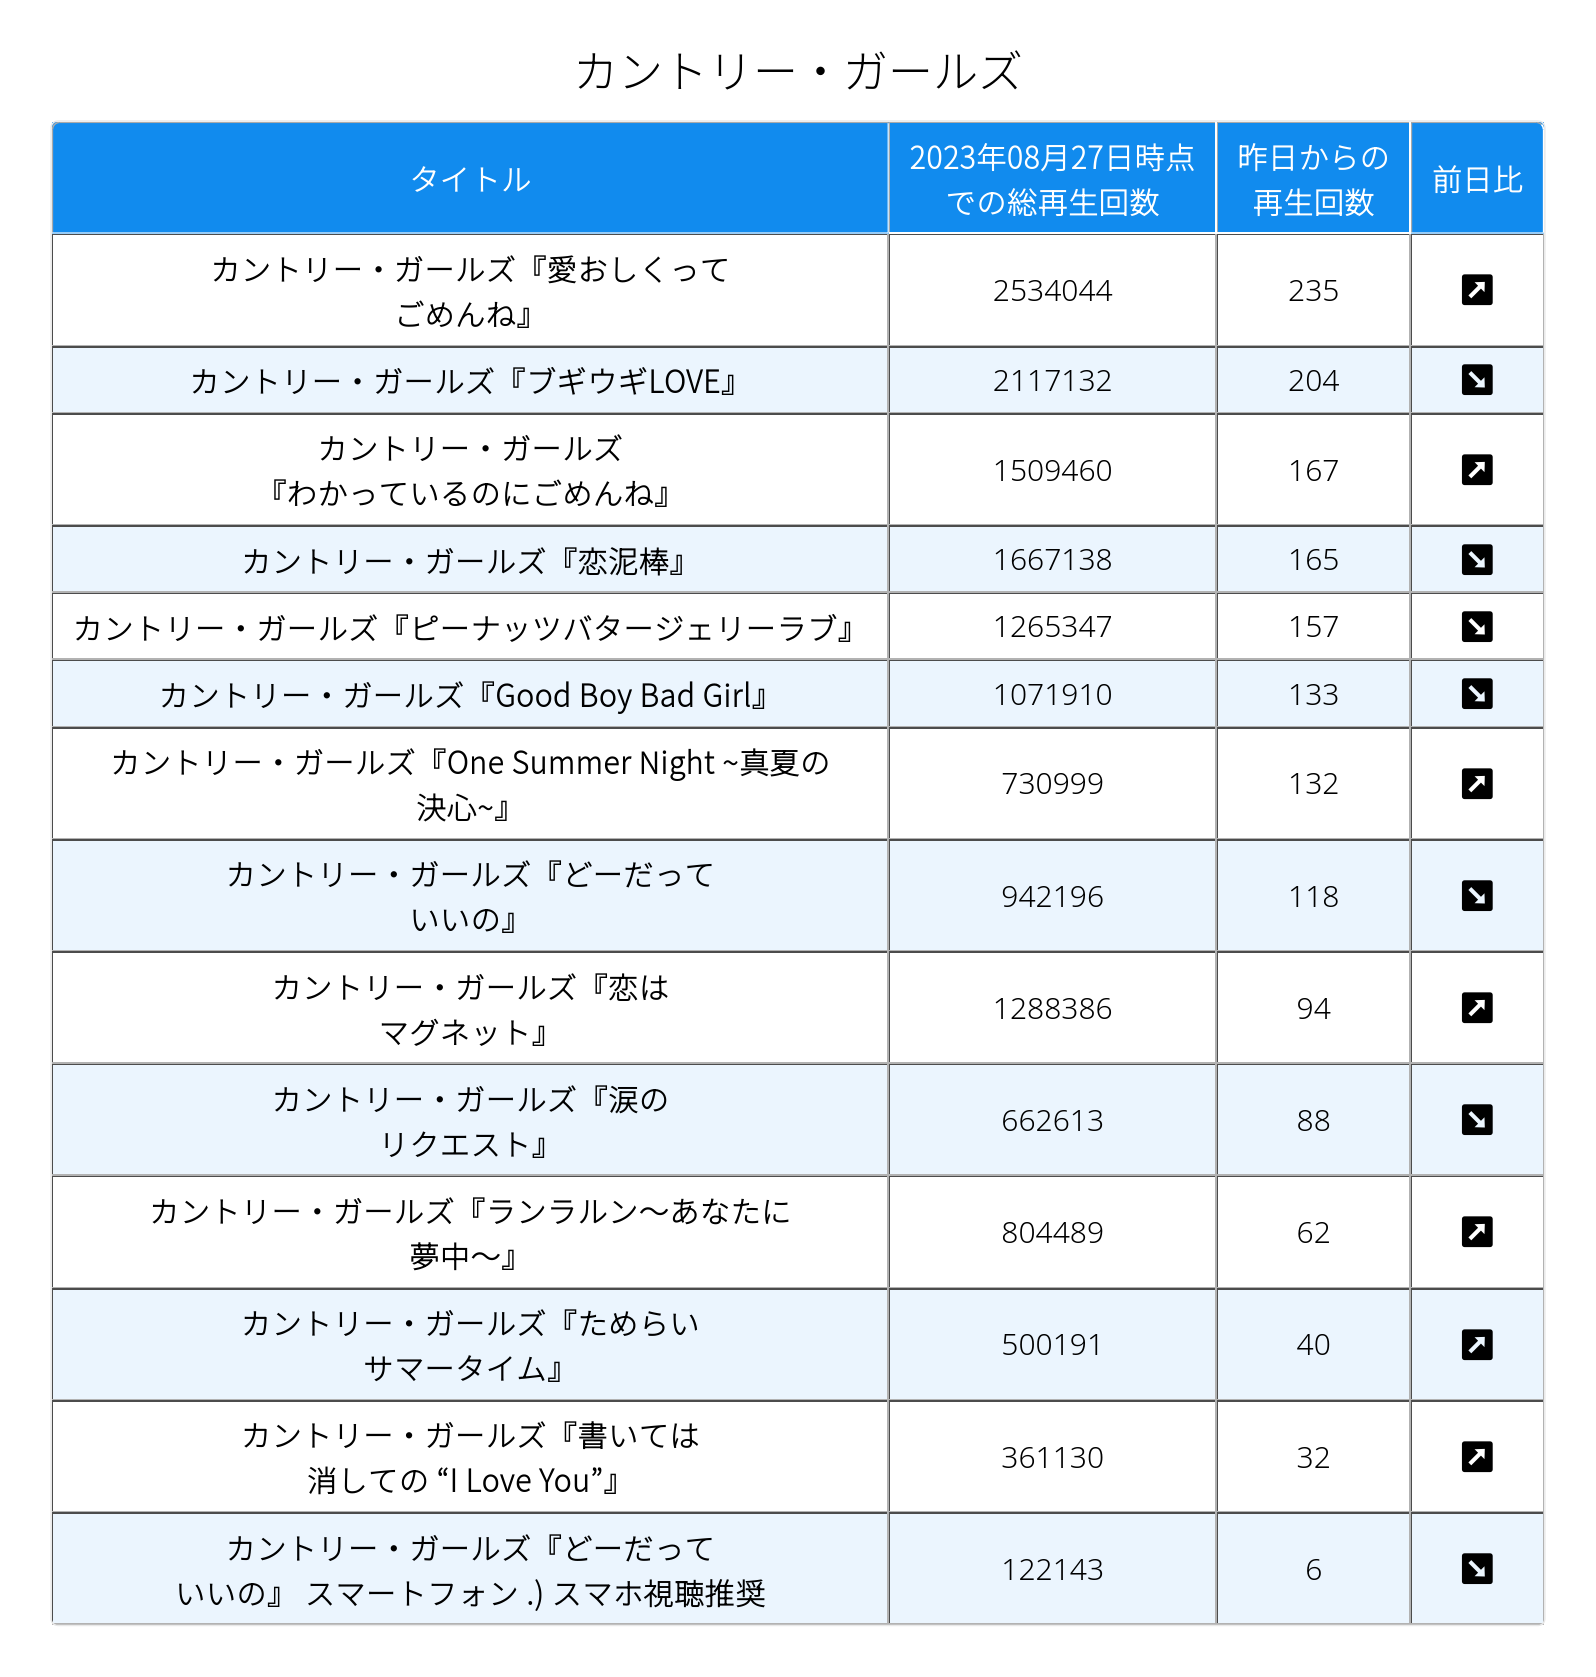 カントリー・ガールズ
タイトル
2023年08月27日時点
での総再生回数
昨日からの
再生回数
前日比
カントリー・ガールズ『愛おしくって
ごめんね』
2534044
235
カントリー・ガールズ『ブギウギLOVE』
2117132
204
カントリー・ガールズ
『わかっているのにごめんね』
1509460
167
カントリー・ガールズ『恋泥棒』
1667138
165
カントリー・ガールズ『ピーナッツバタージェリーラブ』
1265347
157
カントリー・ガールズ『Good Boy Bad Girl』
1071910
133
カントリー・ガールズ『One Summer Night ~真夏の
決心~』
730999
132
カントリー・ガールズ『どーだって
いいの』
942196
118
カントリー・ガールズ『恋は
マグネット』
1288386
94
カントリー・ガールズ『涙の
リクエスト』
662613
88
カントリー・ガールズ『ランラルン〜あなたに
夢中〜』
804489
62
カントリー・ガールズ『ためらい
サマータイム』
500191
40
カントリー・ガールズ『書いては
消しての “I Love You”』
361130
32
カントリー・ガールズ『どーだって
いいの』 スマートフォン .) スマホ視聴推奨
122143
6